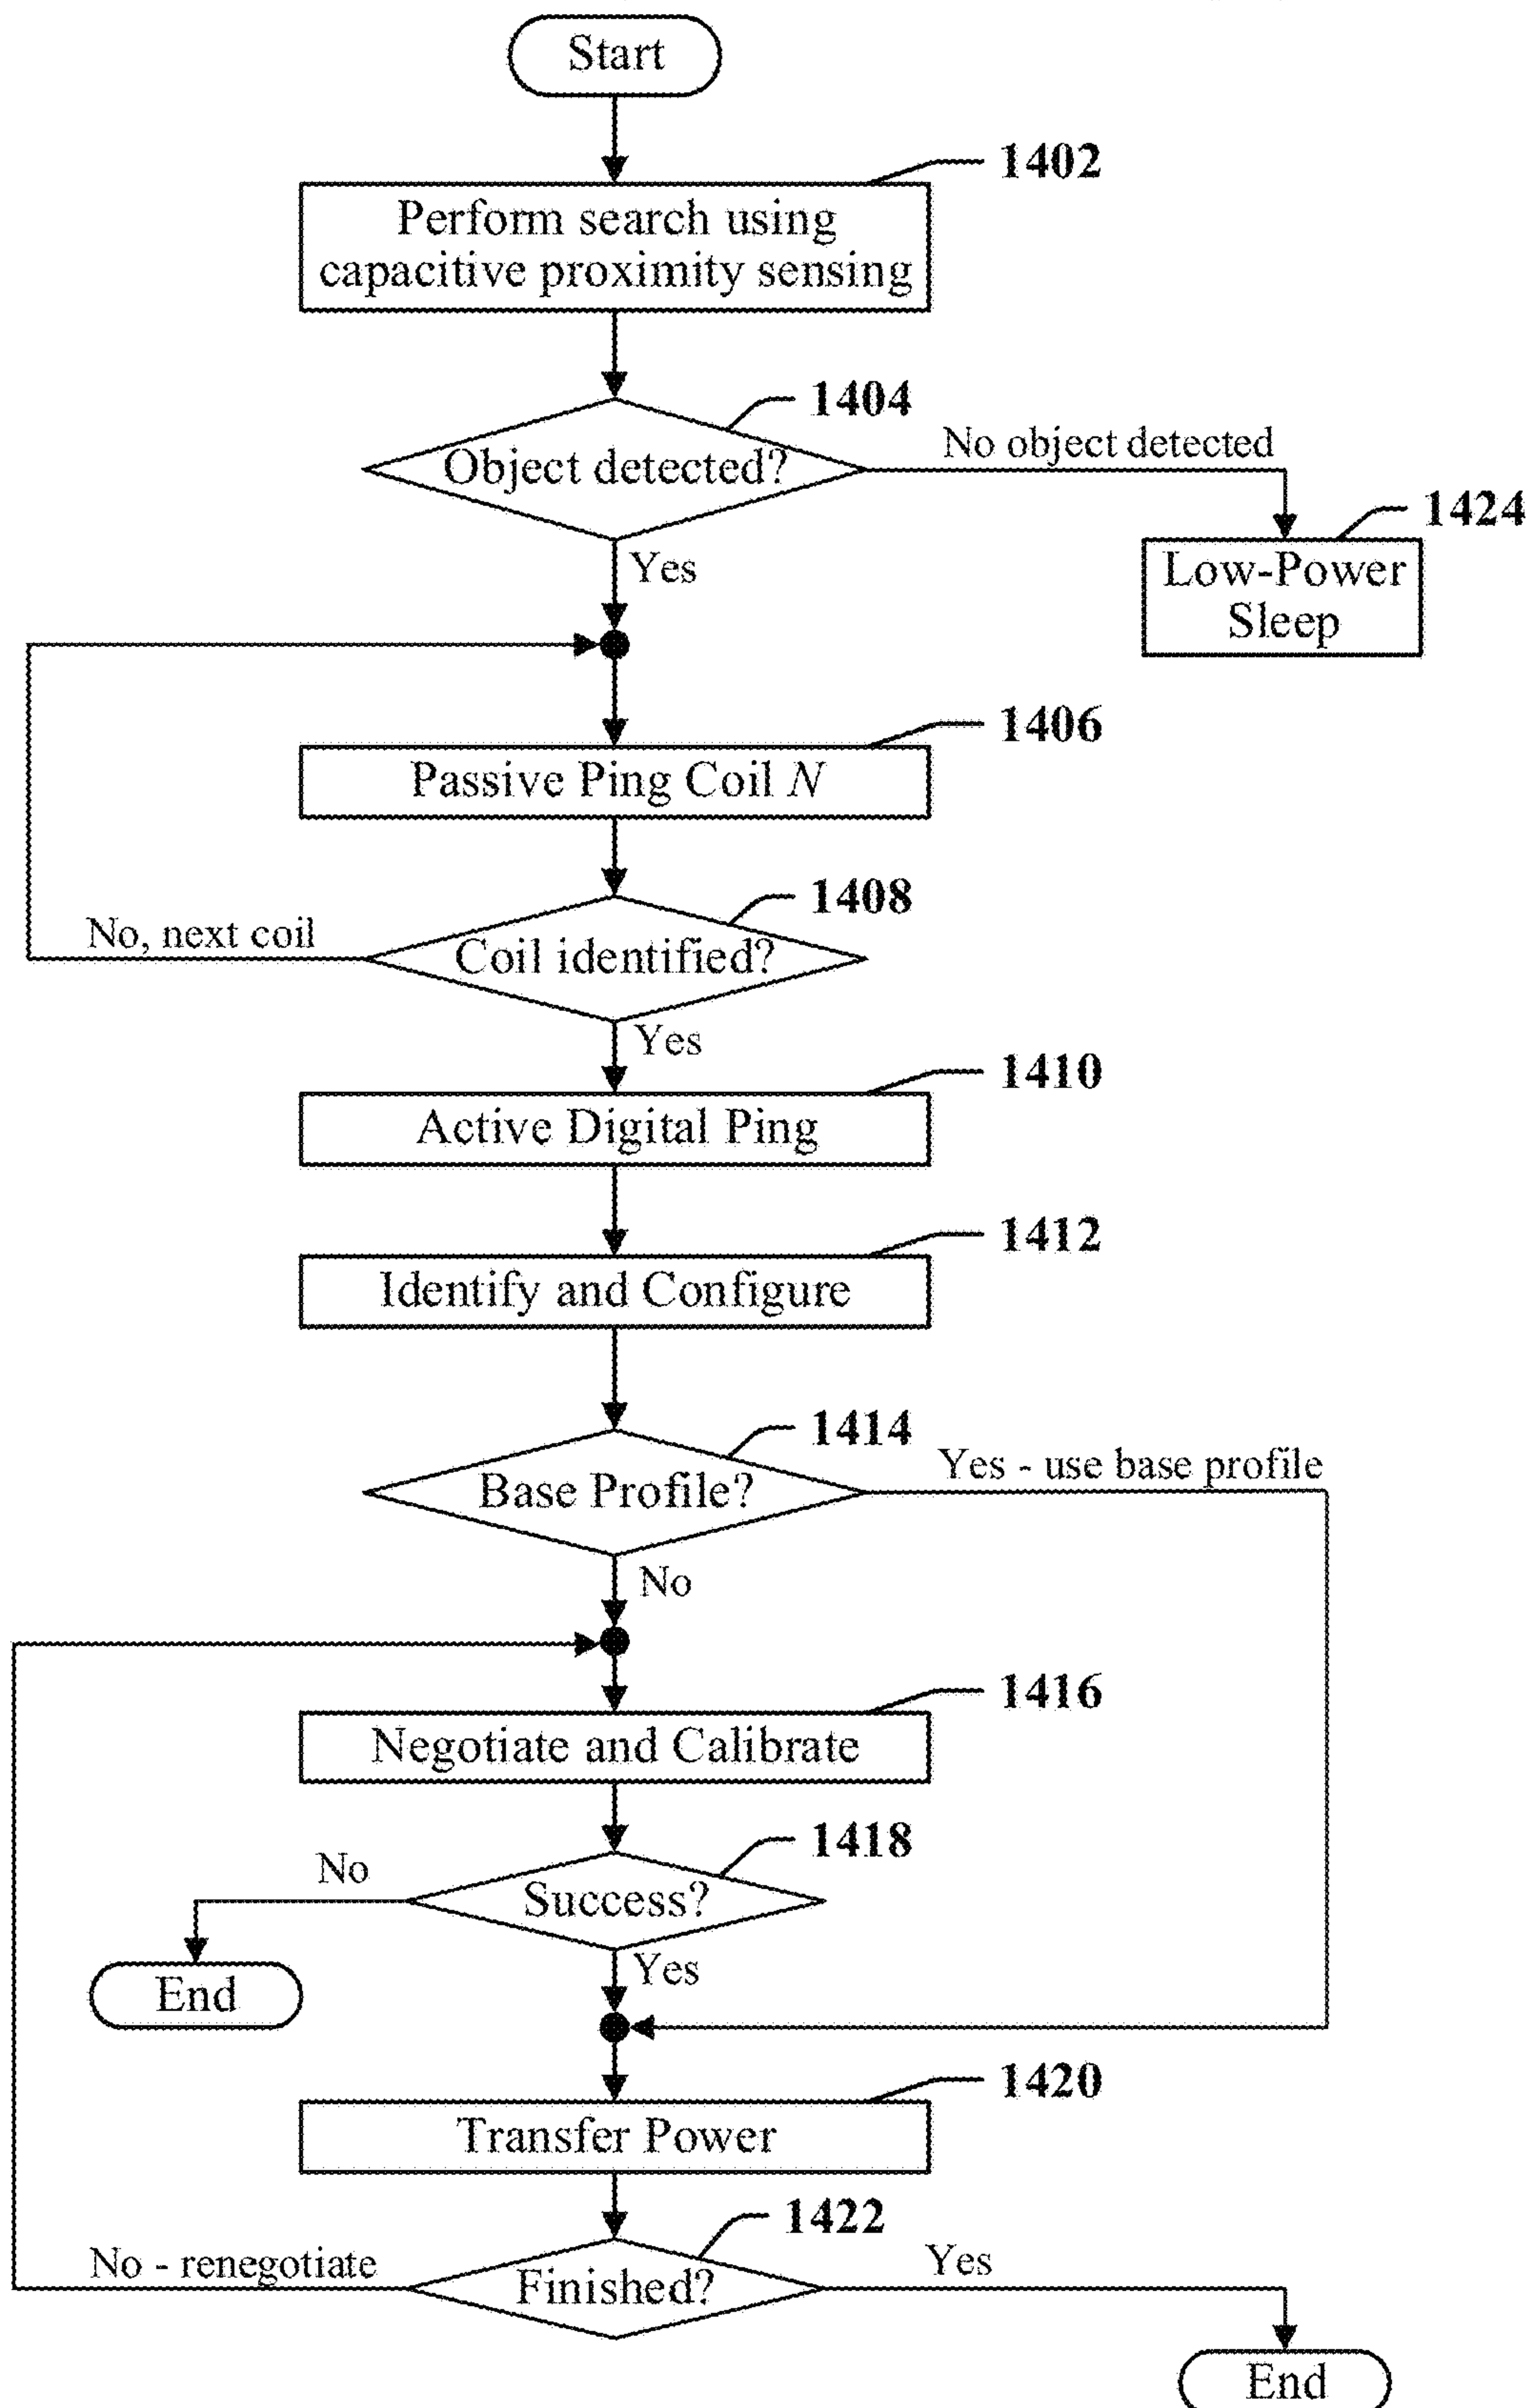 Start
1402
Perform search using
capacitive proximity sensing
1404
Object detected?
No object detected
1424
Low-Power
Sleep
Yes
1406
Passive Ping Coil N
1408
No, next coil
Coil identified?
Yes
1410
Active Digital Ping
1412
Identify and Configure
1414
Base Profile?
Yes - use base profile
No
1416
Negotiate and Calibrate
1418
No
Success?
End
Yes
1420
Transfer Power
1422
No - renegotiate
Finished?
Yes
End